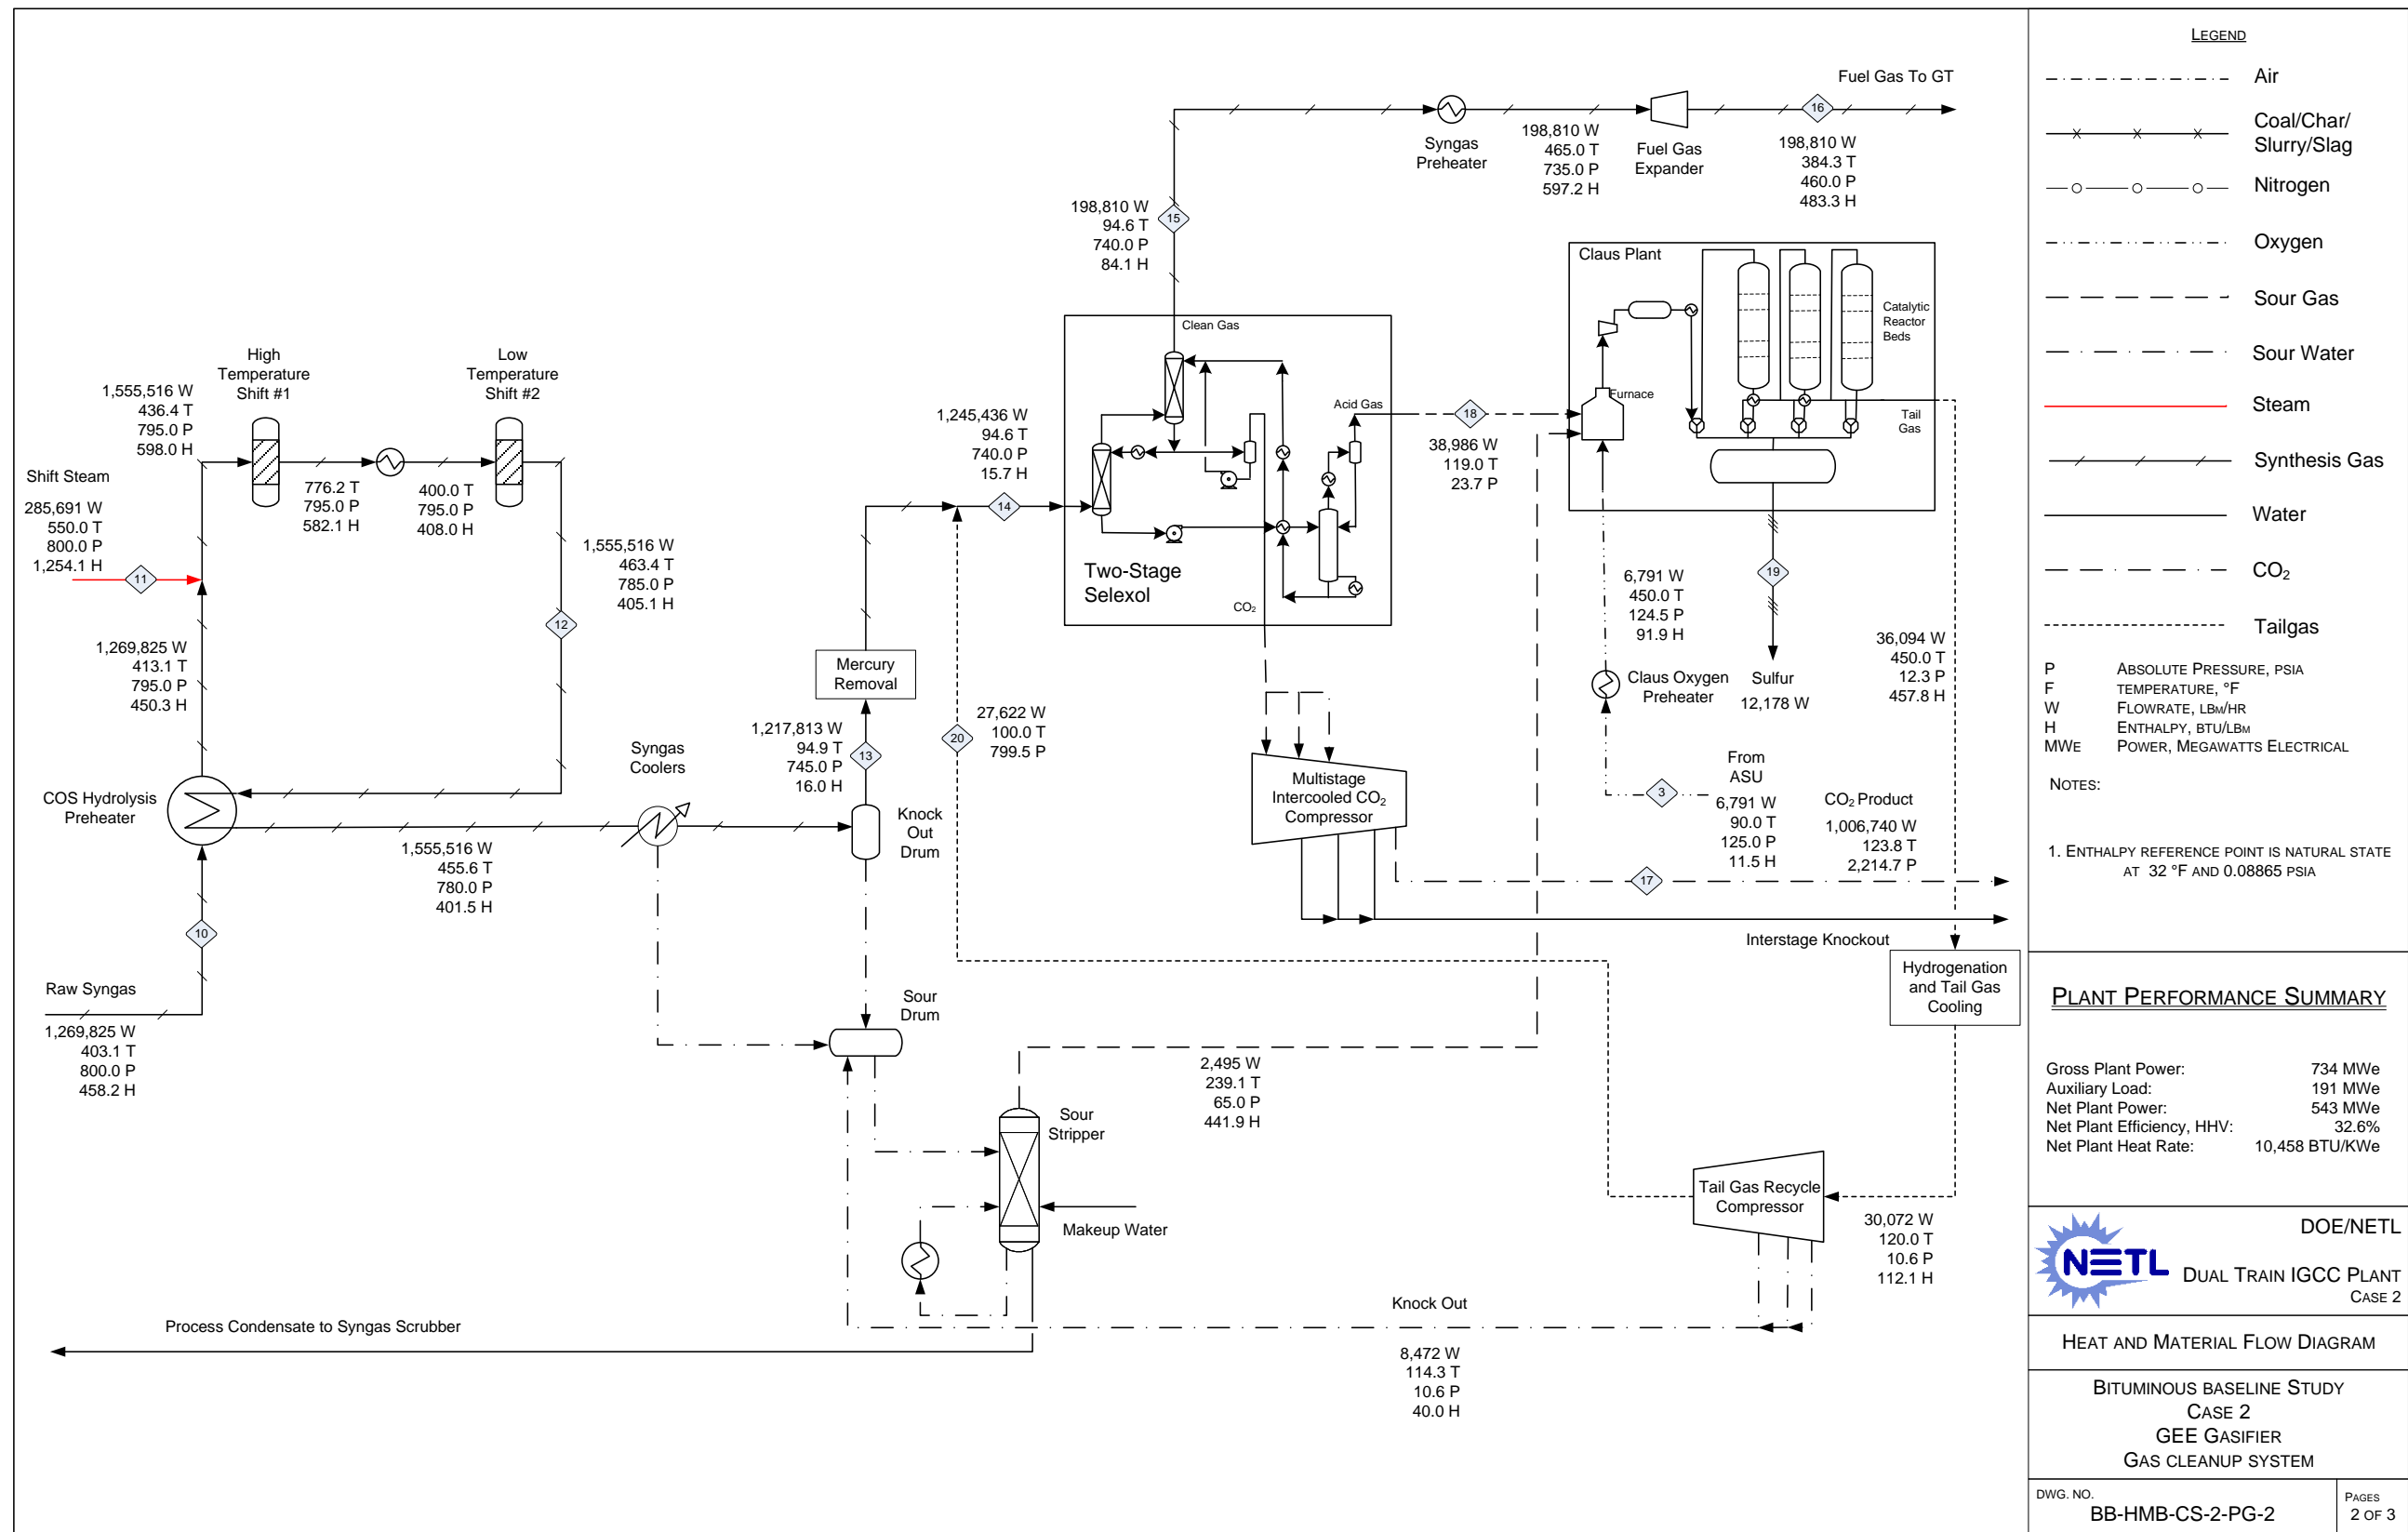 Fuel Gas To GT
16
Syngas
Preheater
198,810 W
465.0 T
735.0 P
597.2 H
Fuel Gas
Expander
198,810 W
384.3 T
460.0 P
483.3 H
198,810 W
94.6 T
740.0 P
84.1 H
15
High
Temperature
Shift #1
Low
Temperature
Shift #2
1,555,516 W
436.4 T
795.0 P
598.0 H
Shift Steam
285,691 W
550.0 T
800.0 P
1,254.1 H
11
776.2 T
795.0 P
582.1 H
400.0 T
795.0 P
408.0 H
1,555,516 W
463.4 T
785.0 P
405.1 H
12
1,269,825 W
413.1 T
795.0 P
450.3 H
COS Hydrolysis
Preheater
1,555,516 W
455.6 T
780.0 P
401.5 H
10
Raw Syngas
1,269,825 W
403.1 T
800.0 P
458.2 H
Syngas
Coolers
Mercury
Removal
1,217,813 W
94.9 T
745.0 P
16.0 H
13
Knock
Out
Drum
27,622 W
100.0 T
799.5 P
20
1,245,436 W
94.6 T
740.0 P
15.7 H
14
Clean Gas
Acid Gas
Two-Stage
Selexol
CO₂
18
38,986 W
119.0 T
23.7 P
Claus Plant
Furnace
Catalytic
Reactor
Beds
Tail
Gas
19
Sulfur
12,178 W
6,791 W
450.0 T
124.5 P
91.9 H
Claus Oxygen
Preheater
36,094 W
450.0 T
12.3 P
457.8 H
From
ASU
3
6,791 W
90.0 T
125.0 P
11.5 H
CO₂ Product
1,006,740 W
123.8 T
2,214.7 P
17
Multistage
Intercooled CO₂
Compressor
Interstage Knockout
Hydrogenation
and Tail Gas
Cooling
Sour
Drum
2,495 W
239.1 T
65.0 P
441.9 H
Sour
Stripper
Makeup Water
Tail Gas Recycle
Compressor
30,072 W
120.0 T
10.6 P
112.1 H
Knock Out
8,472 W
114.3 T
10.6 P
40.0 H
Process Condensate to Syngas Scrubber
LEGEND
Air
Coal/Char/
Slurry/Slag
Nitrogen
Oxygen
Sour Gas
Sour Water
Steam
Synthesis Gas
Water
CO₂
Tailgas
P ABSOLUTE PRESSURE, PSIA
F TEMPERATURE, °F
W FLOWRATE, LBM/HR
H ENTHALPY, BTU/LBM
MWE POWER, MEGAWATTS ELECTRICAL
NOTES:
1. ENTHALPY REFERENCE POINT IS NATURAL STATE
AT 32 °F AND 0.08865 PSIA
PLANT PERFORMANCE SUMMARY
Gross Plant Power: 734 MWe
Auxiliary Load: 191 MWe
Net Plant Power: 543 MWe
Net Plant Efficiency, HHV: 32.6%
Net Plant Heat Rate: 10,458 BTU/KWe
NETL
DOE/NETL
DUAL TRAIN IGCC PLANT
CASE 2
HEAT AND MATERIAL FLOW DIAGRAM
BITUMINOUS BASELINE STUDY
CASE 2
GEE GASIFIER
GAS CLEANUP SYSTEM
DWG. NO.
BB-HMB-CS-2-PG-2
PAGES
2 OF 3